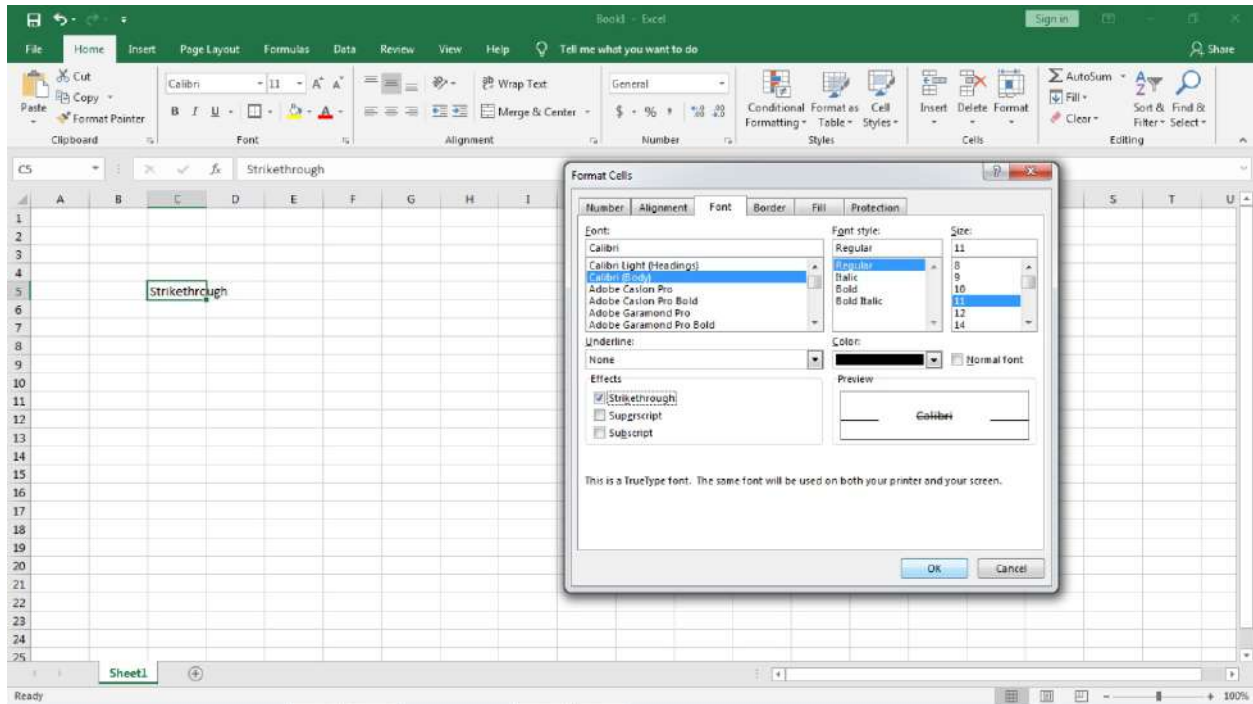 Book1 - Excel
Sign in
File Home Insert Page Layout Formulas Data Review View Help Tell me what you want to do Share
Cut
Copy
Format Painter
Paste
Clipboard
Calibri 11
B I U
Font
Wrap Text
Merge & Center
Alignment
General
$ % ,
Number
Conditional Formatting
Format as Table
Cell Styles
Styles
Insert Delete Format
Cells
AutoSum
Fill
Clear
Sort & Filter
Find & Select
Editing
C5 fx Strikethrough
A B C D E F G H I S T U
1
2
3
4
5 Strikethrough
6
7
8
9
10
11
12
13
14
15
16
17
18
19
20
21
22
23
24
25
Format Cells
Number Alignment Font Border Fill Protection
Font: Font style: Size:
Calibri Regular 11
Calibri Light (Headings) Regular 8
Calibri (Body) Italic 9
Adobe Caslon Pro Bold 10
Adobe Caslon Pro Bold Bold Italic 11
Adobe Garamond Pro 12
Adobe Garamond Pro Bold 14
Underline: Color:
None Normal font
Effects Preview
Strikethrough
Superscript
Subscript
Calibri
This is a TrueType font. The same font will be used on both your printer and your screen.
OK Cancel
Sheet1
Ready 100%